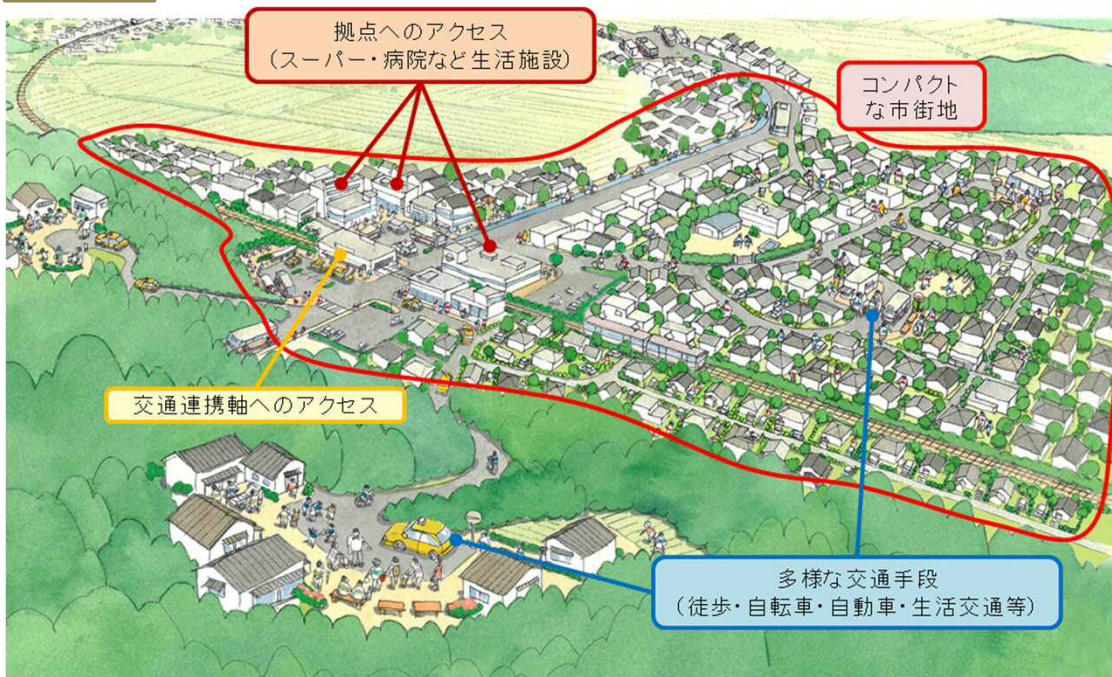 拠点へのアクセス
（スーパー・病院など生活施設）
コンパクト
な市街地
交通連携軸へのアクセス
多様な交通手段
（徒歩・自転車・自動車・生活交通等）